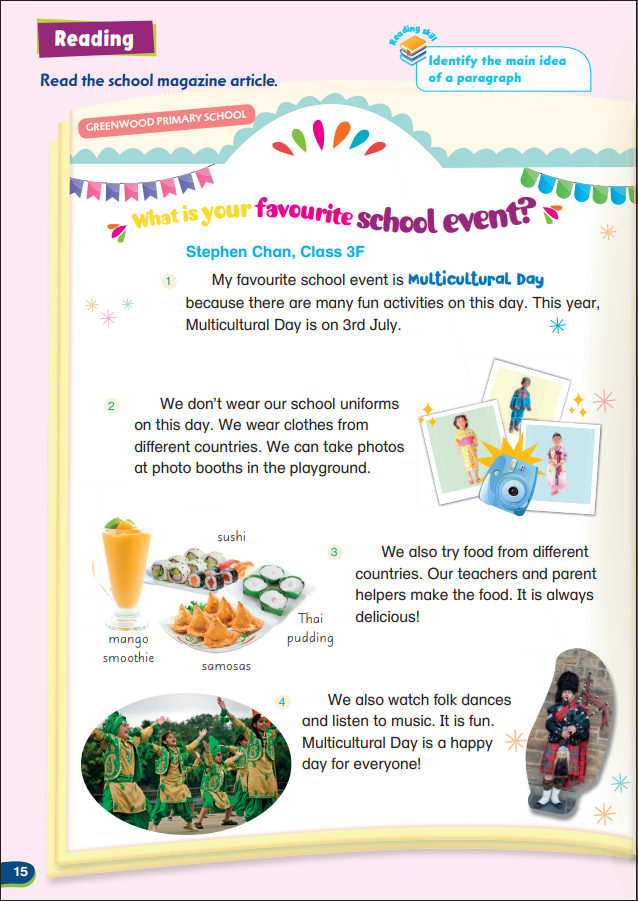 Reading
Reading skill
Identify the main idea
of a paragraph
Read the school magazine article.
GREENWOOD PRIMARY SCHOOL
What is your favourite school event?
Stephen Chan, Class 3F
1 My favourite school event is Multicultural Day
because there are many fun activities on this day. This year,
Multicultural Day is on 3rd July.
2 We don't wear our school uniforms
on this day. We wear clothes from
different countries. We can take photos
at photo booths in the playground.
sushi
Thai
pudding
mango
smoothie
samosas
3 We also try food from different
countries. Our teachers and parent
helpers make the food. It is always
delicious!
4 We also watch folk dances
and listen to music. It is fun.
Multicultural Day is a happy
day for everyone!
15